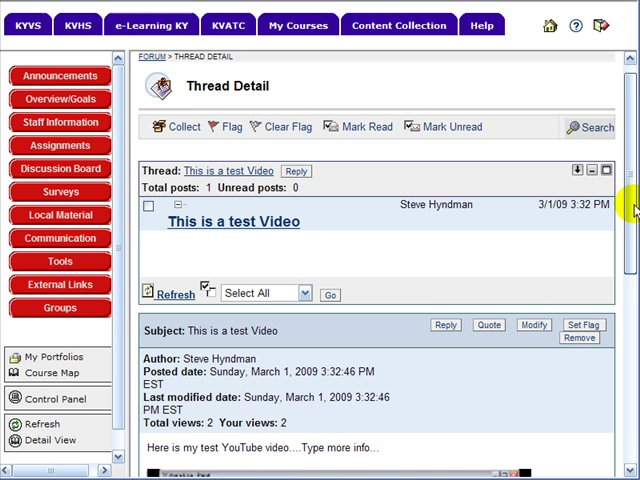 KYVS
KVHS
e-Learning KY
KVATC
My Courses
Content Collection
Help
Announcements
Overview/Goals
Staff Information
Assignments
Discussion Board
Surveys
Local Material
Communication
Tools
External Links
Groups
My Portfolios
Course Map
Control Panel
Refresh
Detail View
FORUM > THREAD DETAIL
Thread Detail
Collect Flag Clear Flag Mark Read Mark Unread Search
Thread: This is a test Video Reply
Total posts: 1 Unread posts: 0
Steve Hyndman 3/1/09 3:32 PM
This is a test Video
Refresh Select All Go
Subject: This is a test Video Reply Quote Modify Set Flag
Remove
Author: Steve Hyndman
Posted date: Sunday, March 1, 2009 3:32:46 PM
EST
Last modified date: Sunday, March 1, 2009 3:32:46
PM EST
Total views: 2 Your views: 2
Here is my test YouTube video....Type more info...